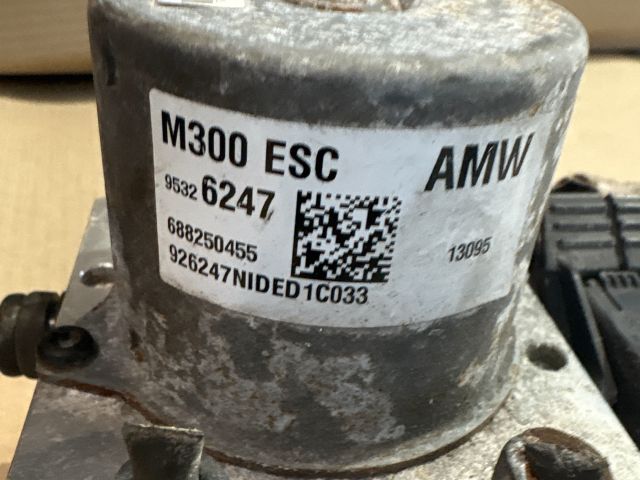 M300 ESC AMW
9532 6247
688250455 13095
926247NIDED1C033